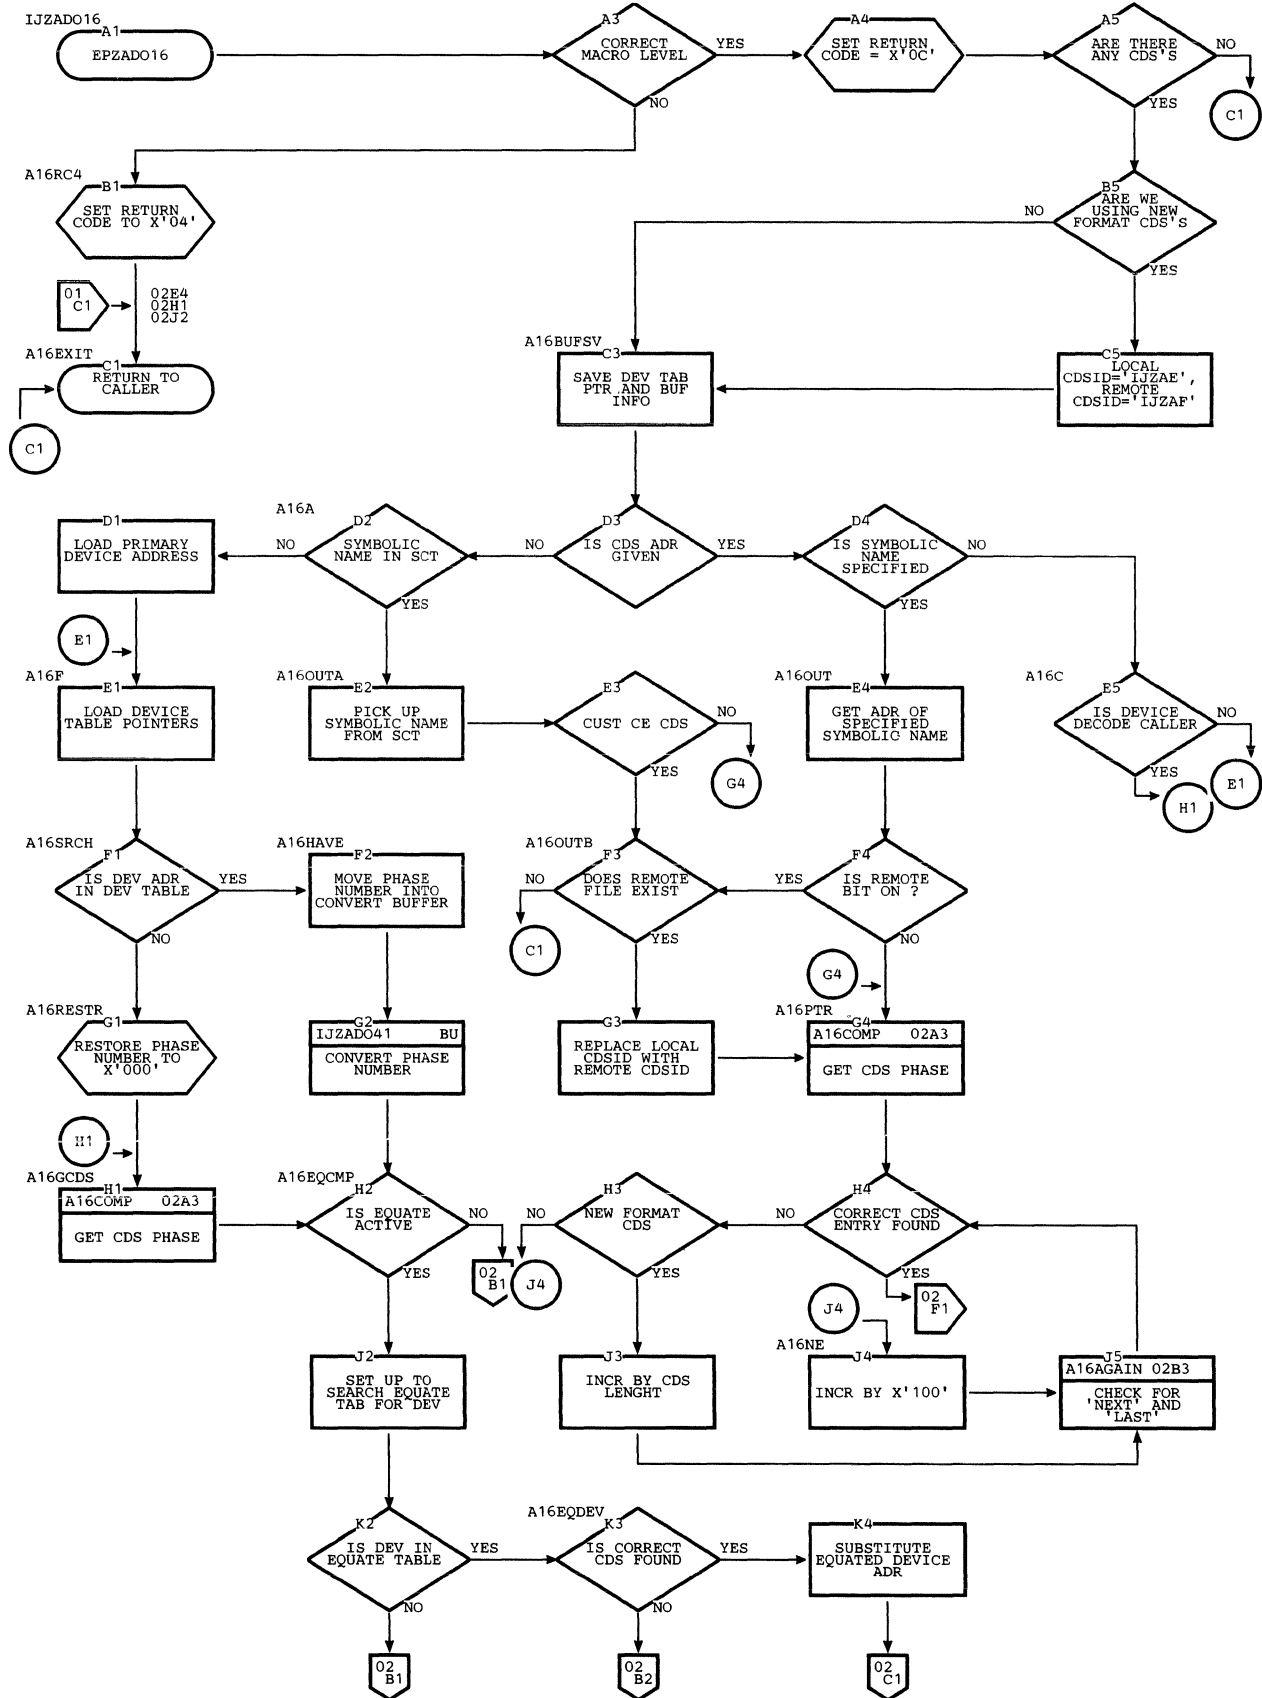 IJZADO16
A1
EPZADO16
A3
CORRECT
MACRO LEVEL
YES
NO
A4
SET RETURN
CODE = X'0C'
A5
ARE THERE
ANY CDS'S
NO
YES
C1
A16RC4
B1
SET RETURN
CODE TO X'04'
B5
ARE WE
USING NEW
FORMAT CDS'S
NO
YES
01
C1
02E4
02H1
02J2
A16EXIT
C1
RETURN TO
CALLER
C1
A16BUFSV
C3
SAVE DEV TAB
PTR AND BUF
INFO
C5
LOCAL
CDSID='IJZAE',
REMOTE
CDSID='IJZAF'
D1
LOAD PRIMARY
DEVICE ADDRESS
A16A
D2
SYMBOLIC
NAME IN SCT
NO
YES
D3
IS CDS ADR
GIVEN
NO
YES
D4
IS SYMBOLIC
NAME
SPECIFIED
NO
YES
E1
A16F
E1
LOAD DEVICE
TABLE POINTERS
A16OUTA
E2
PICK UP
SYMBOLIC NAME
FROM SCT
E3
CUST CE CDS
NO
YES
G4
A16OUT
E4
GET ADR OF
SPECIFIED
SYMBOLIC NAME
A16C
E5
IS DEVICE
DECODE CALLER
NO
YES
H1
E1
A16SRCH
F1
IS DEV ADR
IN DEV TABLE
YES
NO
A16HAVE
F2
MOVE PHASE
NUMBER INTO
CONVERT BUFFER
A16OUTB
F3
DOES REMOTE
FILE EXIST
NO
YES
C1
F4
IS REMOTE
BIT ON ?
YES
NO
G4
A16RESTR
G1
RESTORE PHASE
NUMBER TO
X'000'
G2
IJZADO41 BU
CONVERT PHASE
NUMBER
G3
REPLACE LOCAL
CDSID WITH
REMOTE CDSID
A16PTR
G4
A16COMP 02A3
GET CDS PHASE
H1
A16GCDS
H1
A16COMP 02A3
GET CDS PHASE
A16EQCMP
H2
IS EQUATE
ACTIVE
NO
YES
02
B1
H3
NEW FORMAT
CDS
NO
YES
J4
H4
CORRECT CDS
ENTRY FOUND
NO
YES
02
F1
J4
J2
SET UP TO
SEARCH EQUATE
TAB FOR DEV
J3
INCR BY CDS
LENGHT
A16NE
J4
INCR BY X'100'
J5
A16AGAIN 02B3
CHECK FOR
'NEXT' AND
'LAST'
K2
IS DEV IN
EQUATE TABLE
YES
NO
A16EQDEV
K3
IS CORRECT
CDS FOUND
YES
NO
K4
SUBSTITUTE
EQUATED DEVICE
ADR
02
B1
02
B2
02
C1